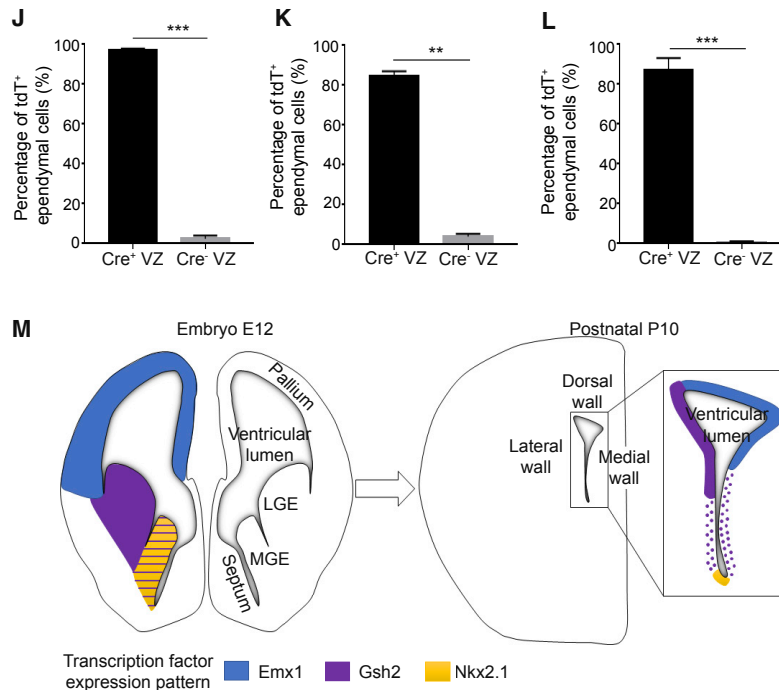 J
Percentage of tdT⁺
ependymal cells (%)
100
80
60
40
20
0
***
Cre⁺ VZ
Cre⁻ VZ
K
Percentage of tdT⁺
ependymal cells (%)
100
80
60
40
20
0
**
Cre⁺ VZ
Cre⁻ VZ
L
Percentage of tdT⁺
ependymal cells (%)
100
80
60
40
20
0
***
Cre⁺ VZ
Cre⁻ VZ
M
Embryo E12
Pallium
Ventricular
lumen
LGE
MGE
Septum
Postnatal P10
Dorsal
wall
Lateral
wall
Medial
wall
Ventricular
lumen
Transcription factor
expression pattern
Emx1
Gsh2
Nkx2.1